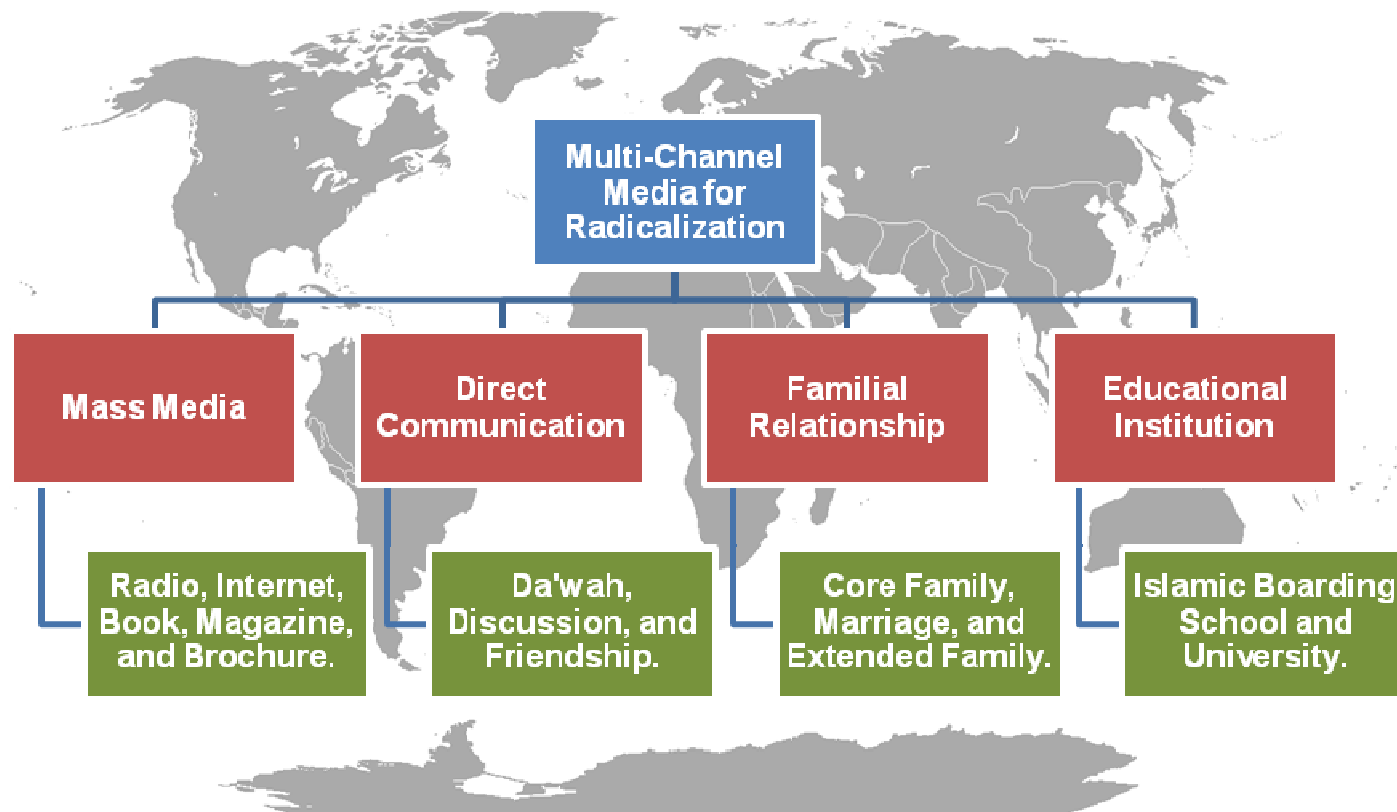 Multi-Channel
Media for
Radicalization
Mass Media
Direct
Communication
Familial
Relationship
Educational
Institution
Radio, Internet,
Book, Magazine,
and Brochure.
Da'wah,
Discussion, and
Friendship.
Core Family,
Marriage, and
Extended Family.
Islamic Boarding
School and
University.